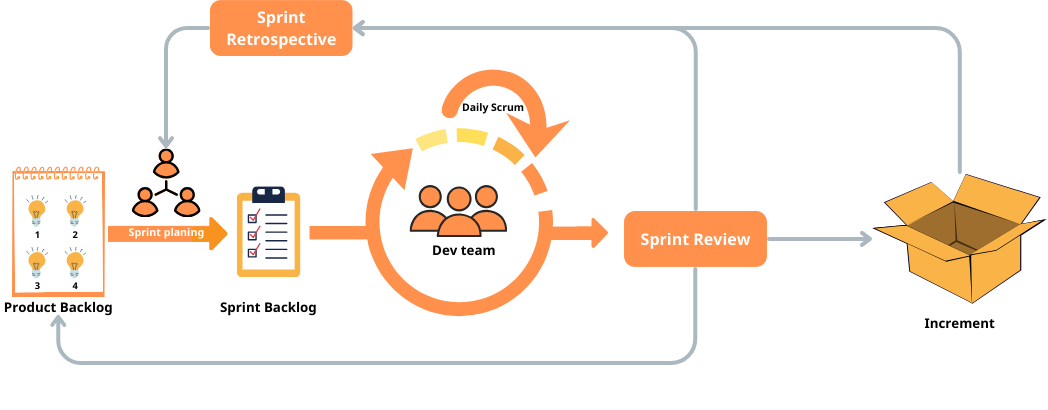 Sprint
Retrospective
Daily Scrum
1 2
Sprint planing
Dev team
Sprint Review
3 4
Product Backlog
Sprint Backlog
Increment